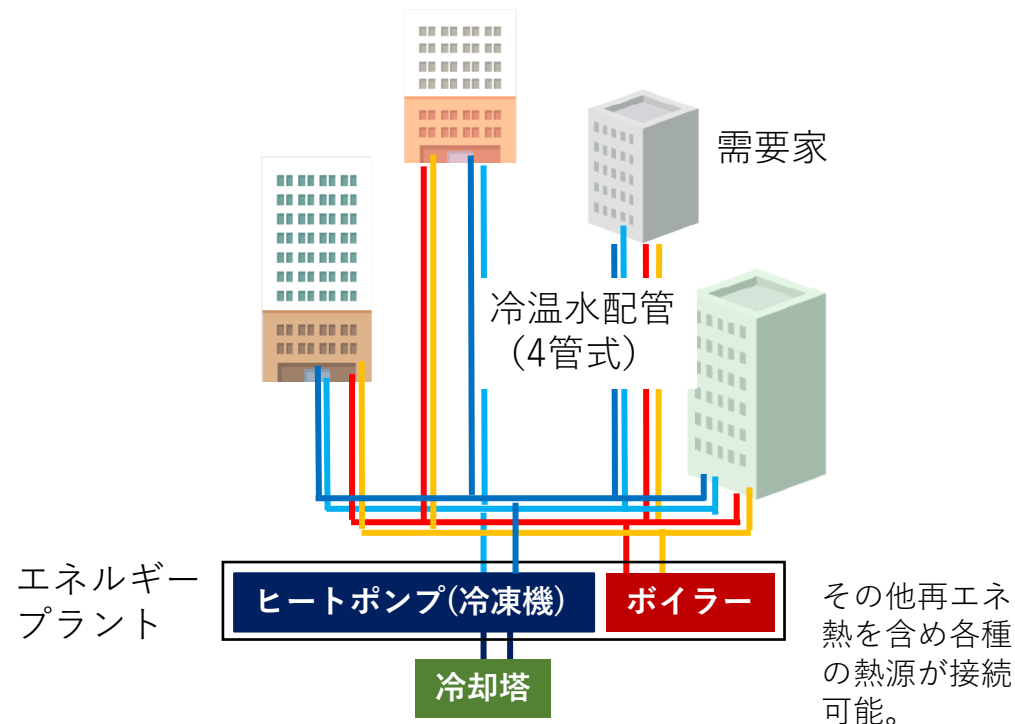 需要家
冷温水配管
(4管式)
エネルギー
プラント
ヒートポンプ(冷凍機)
ボイラー
冷却塔
その他再エネ
熱を含め各種
の熱源が接続
可能。